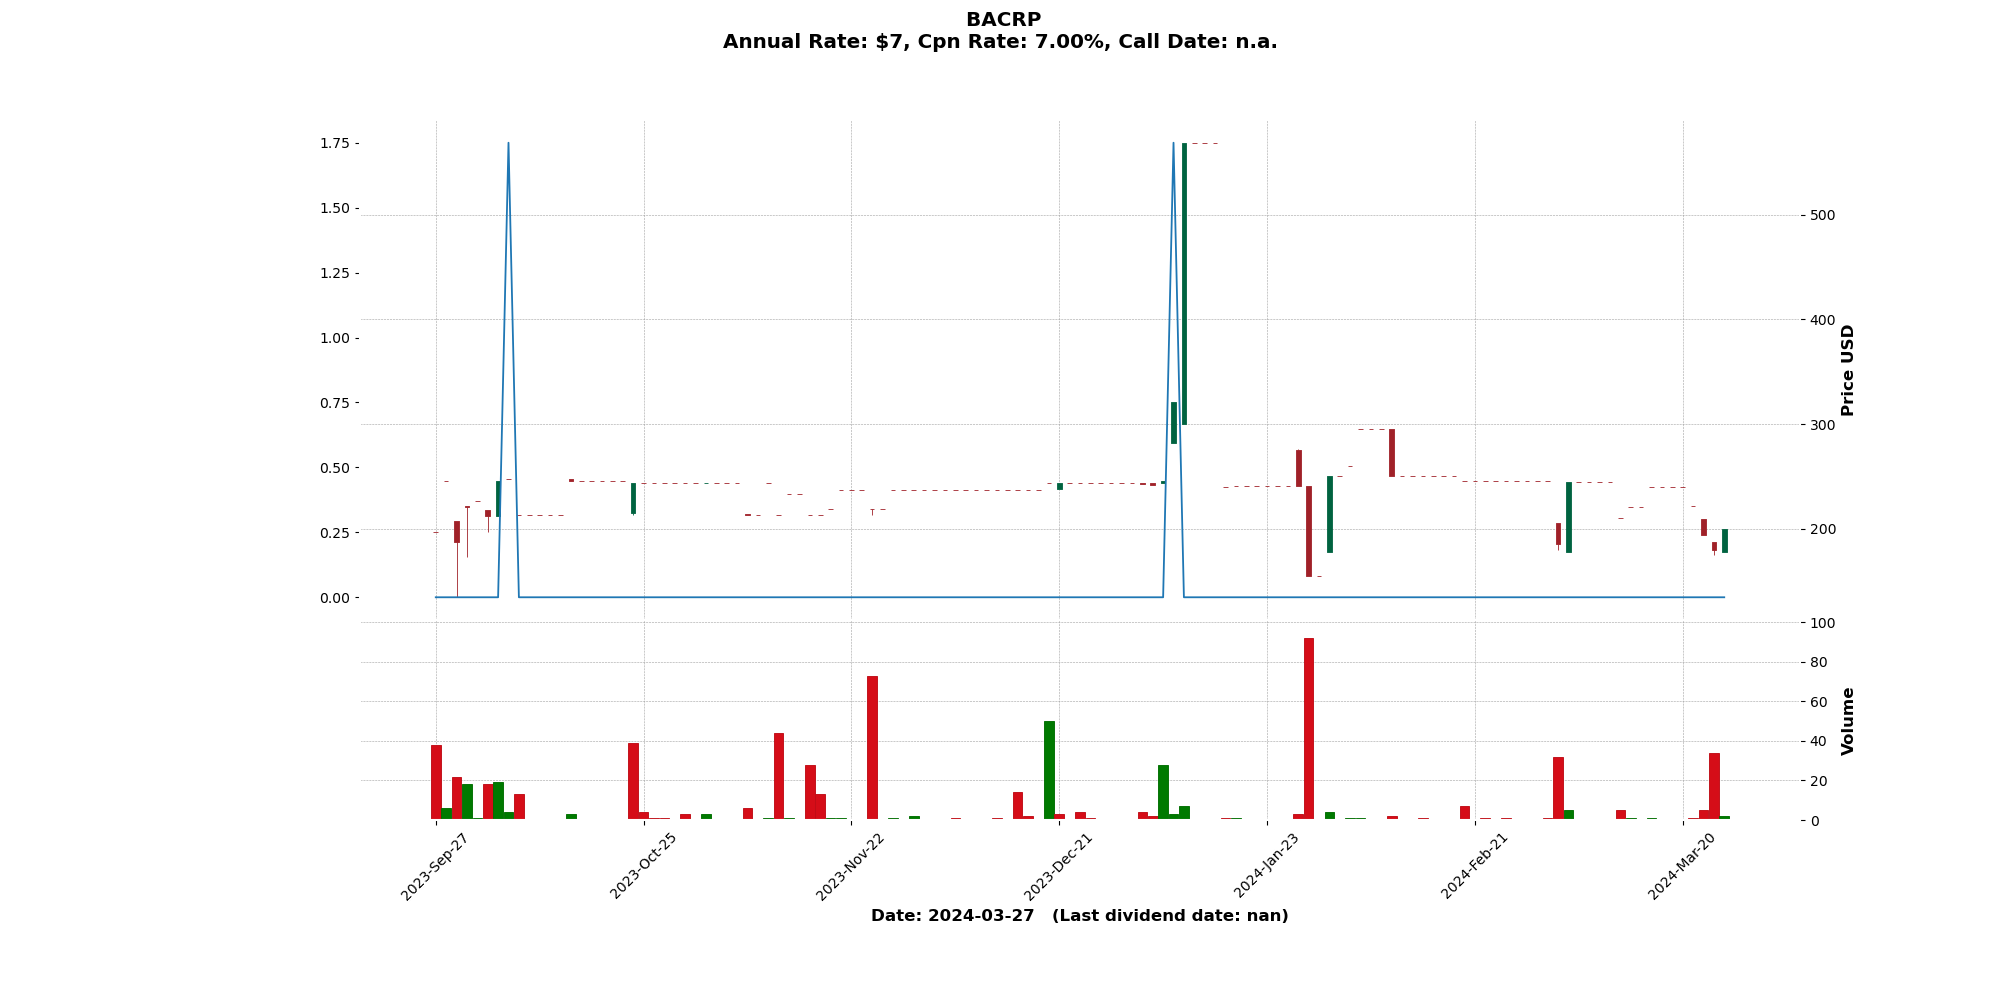 BACRP
Annual Rate: $7, Cpn Rate: 7.00%, Call Date: n.a.
1.75
1.50
1.25
1.00
0.75
0.50
0.25
0.00
500
400
300
200
100
Price USD
80
60
40
20
0
Volume
2023-Sep-27
2023-Oct-25
2023-Nov-22
2023-Dec-21
2024-Jan-23
2024-Feb-21
2024-Mar-20
Date: 2024-03-27   (Last dividend date: nan)